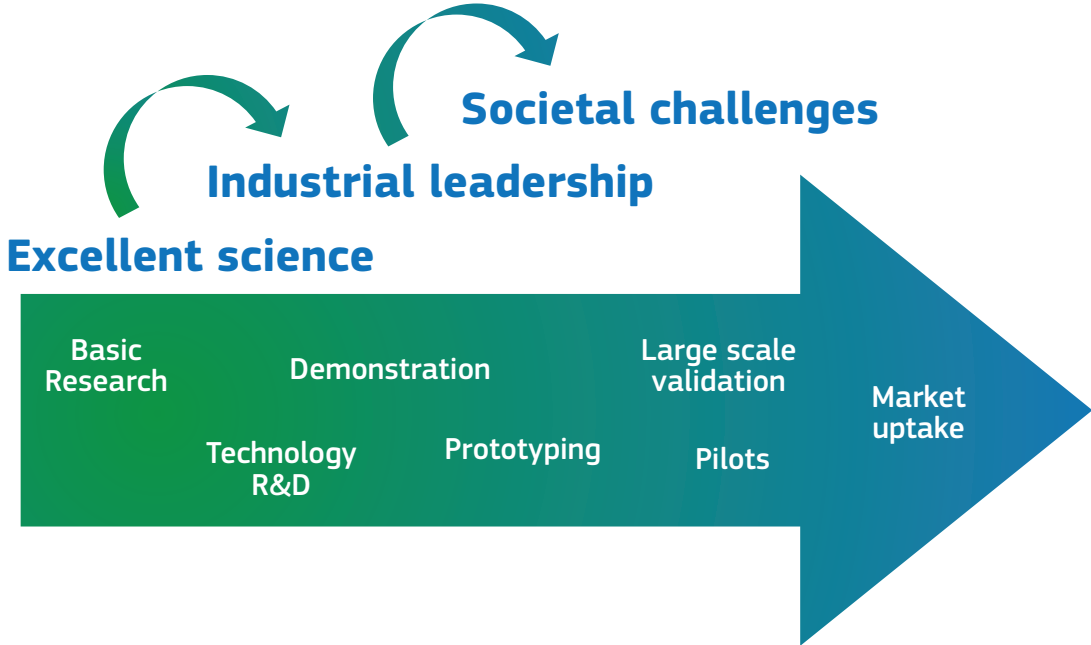 Societal challenges
Industrial leadership
Excellent science
Basic
Research
Demonstration
Large scale
validation
Market
uptake
Technology
R&D
Prototyping
Pilots